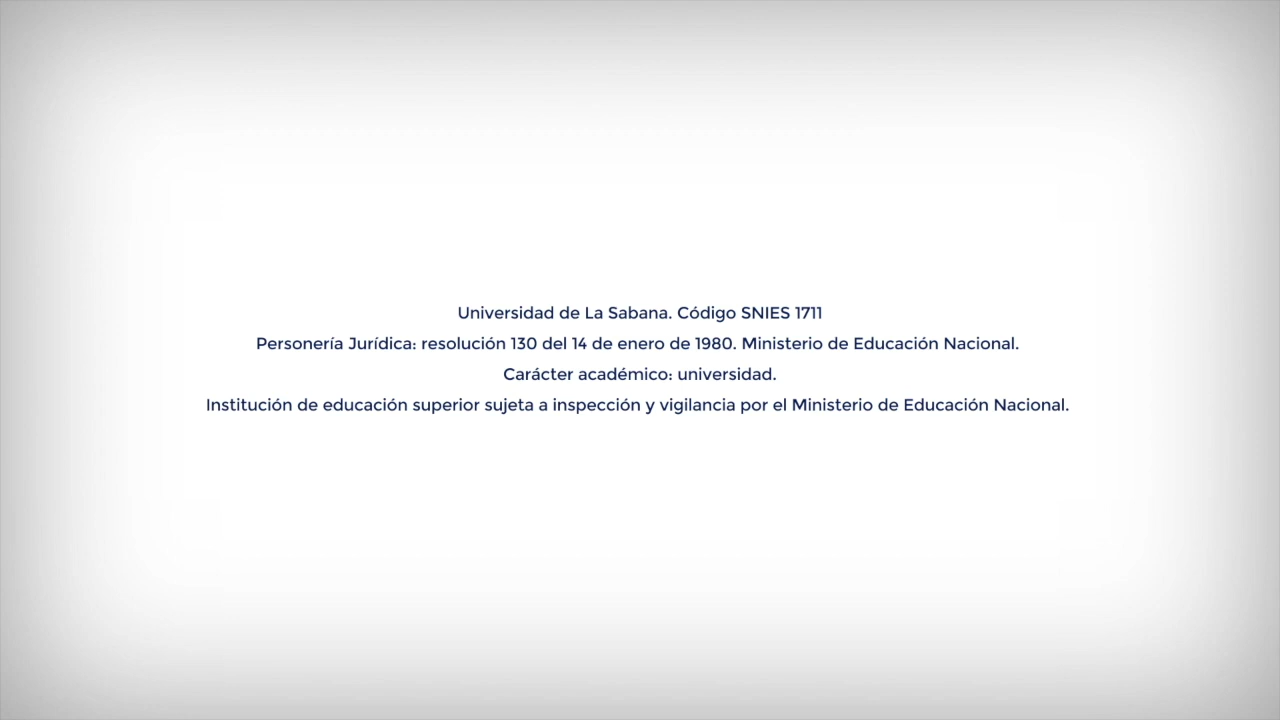 Universidad de La Sabana. Código SNIES 1711
Personería Jurídica: resolución 130 del 14 de enero de 1980. Ministerio de Educación Nacional.
Carácter académico: universidad.
Institución de educación superior sujeta a inspección y vigilancia por el Ministerio de Educación Nacional.